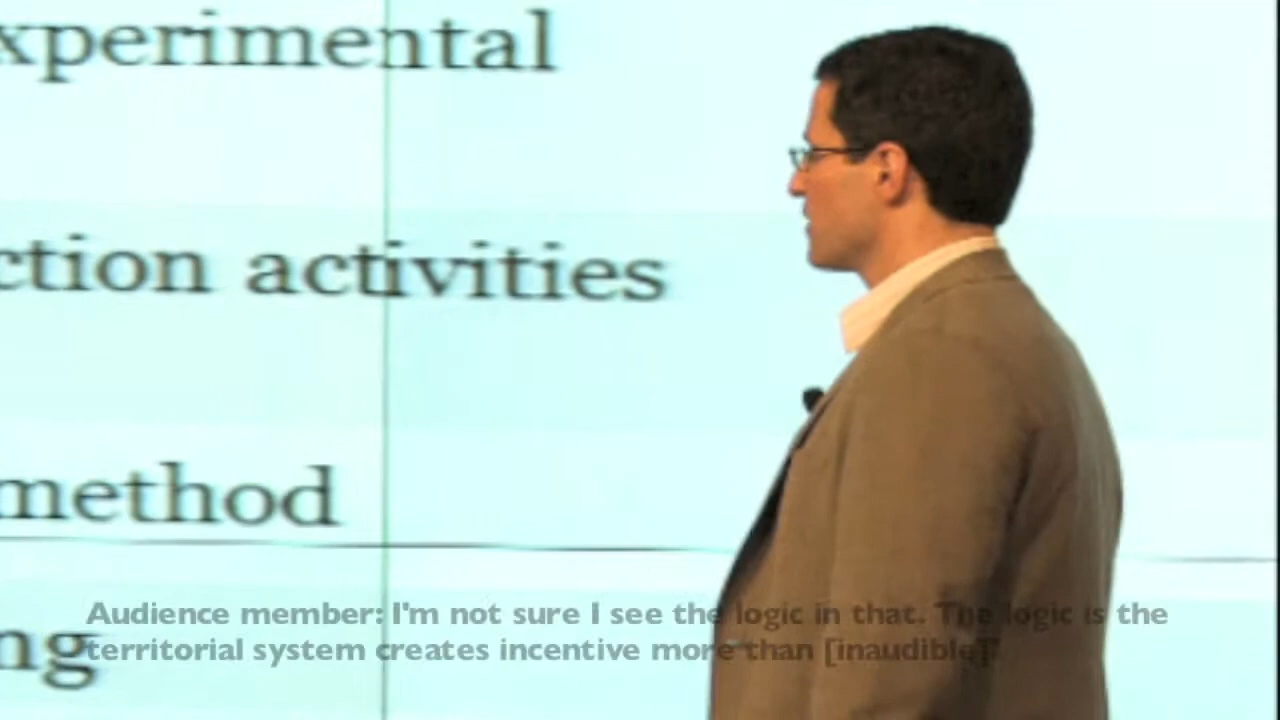 xperimental
ction activities
method
ng
Audience member: I'm not sure I see the logic in that. The logic is the
territorial system creates incentive more than [inaudible]